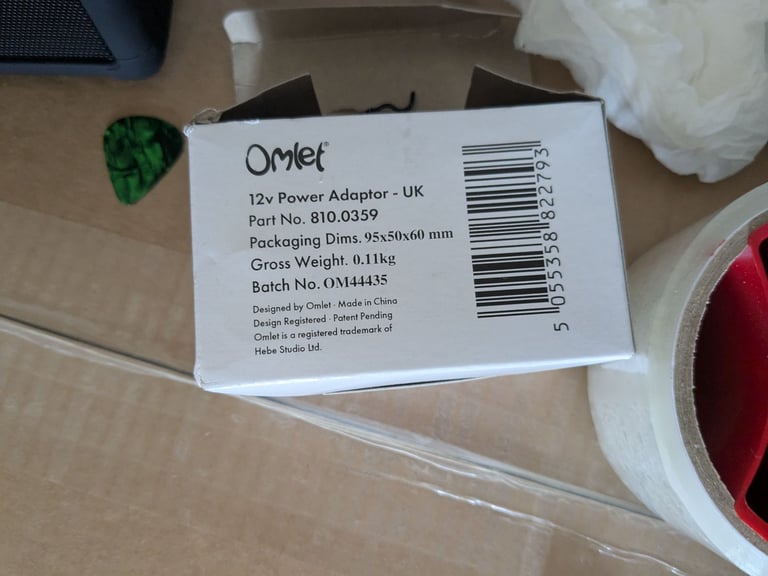 Omlet®
12v Power Adaptor - UK
Part No. 810.0359
Packaging Dims. 95x50x60 mm
Gross Weight. 0.11kg
Batch No. OM44435
Designed by Omlet · Made in China
Design Registered · Patent Pending
Omlet is a registered trademark of
Hebe Studio Ltd.
5 055358 822793